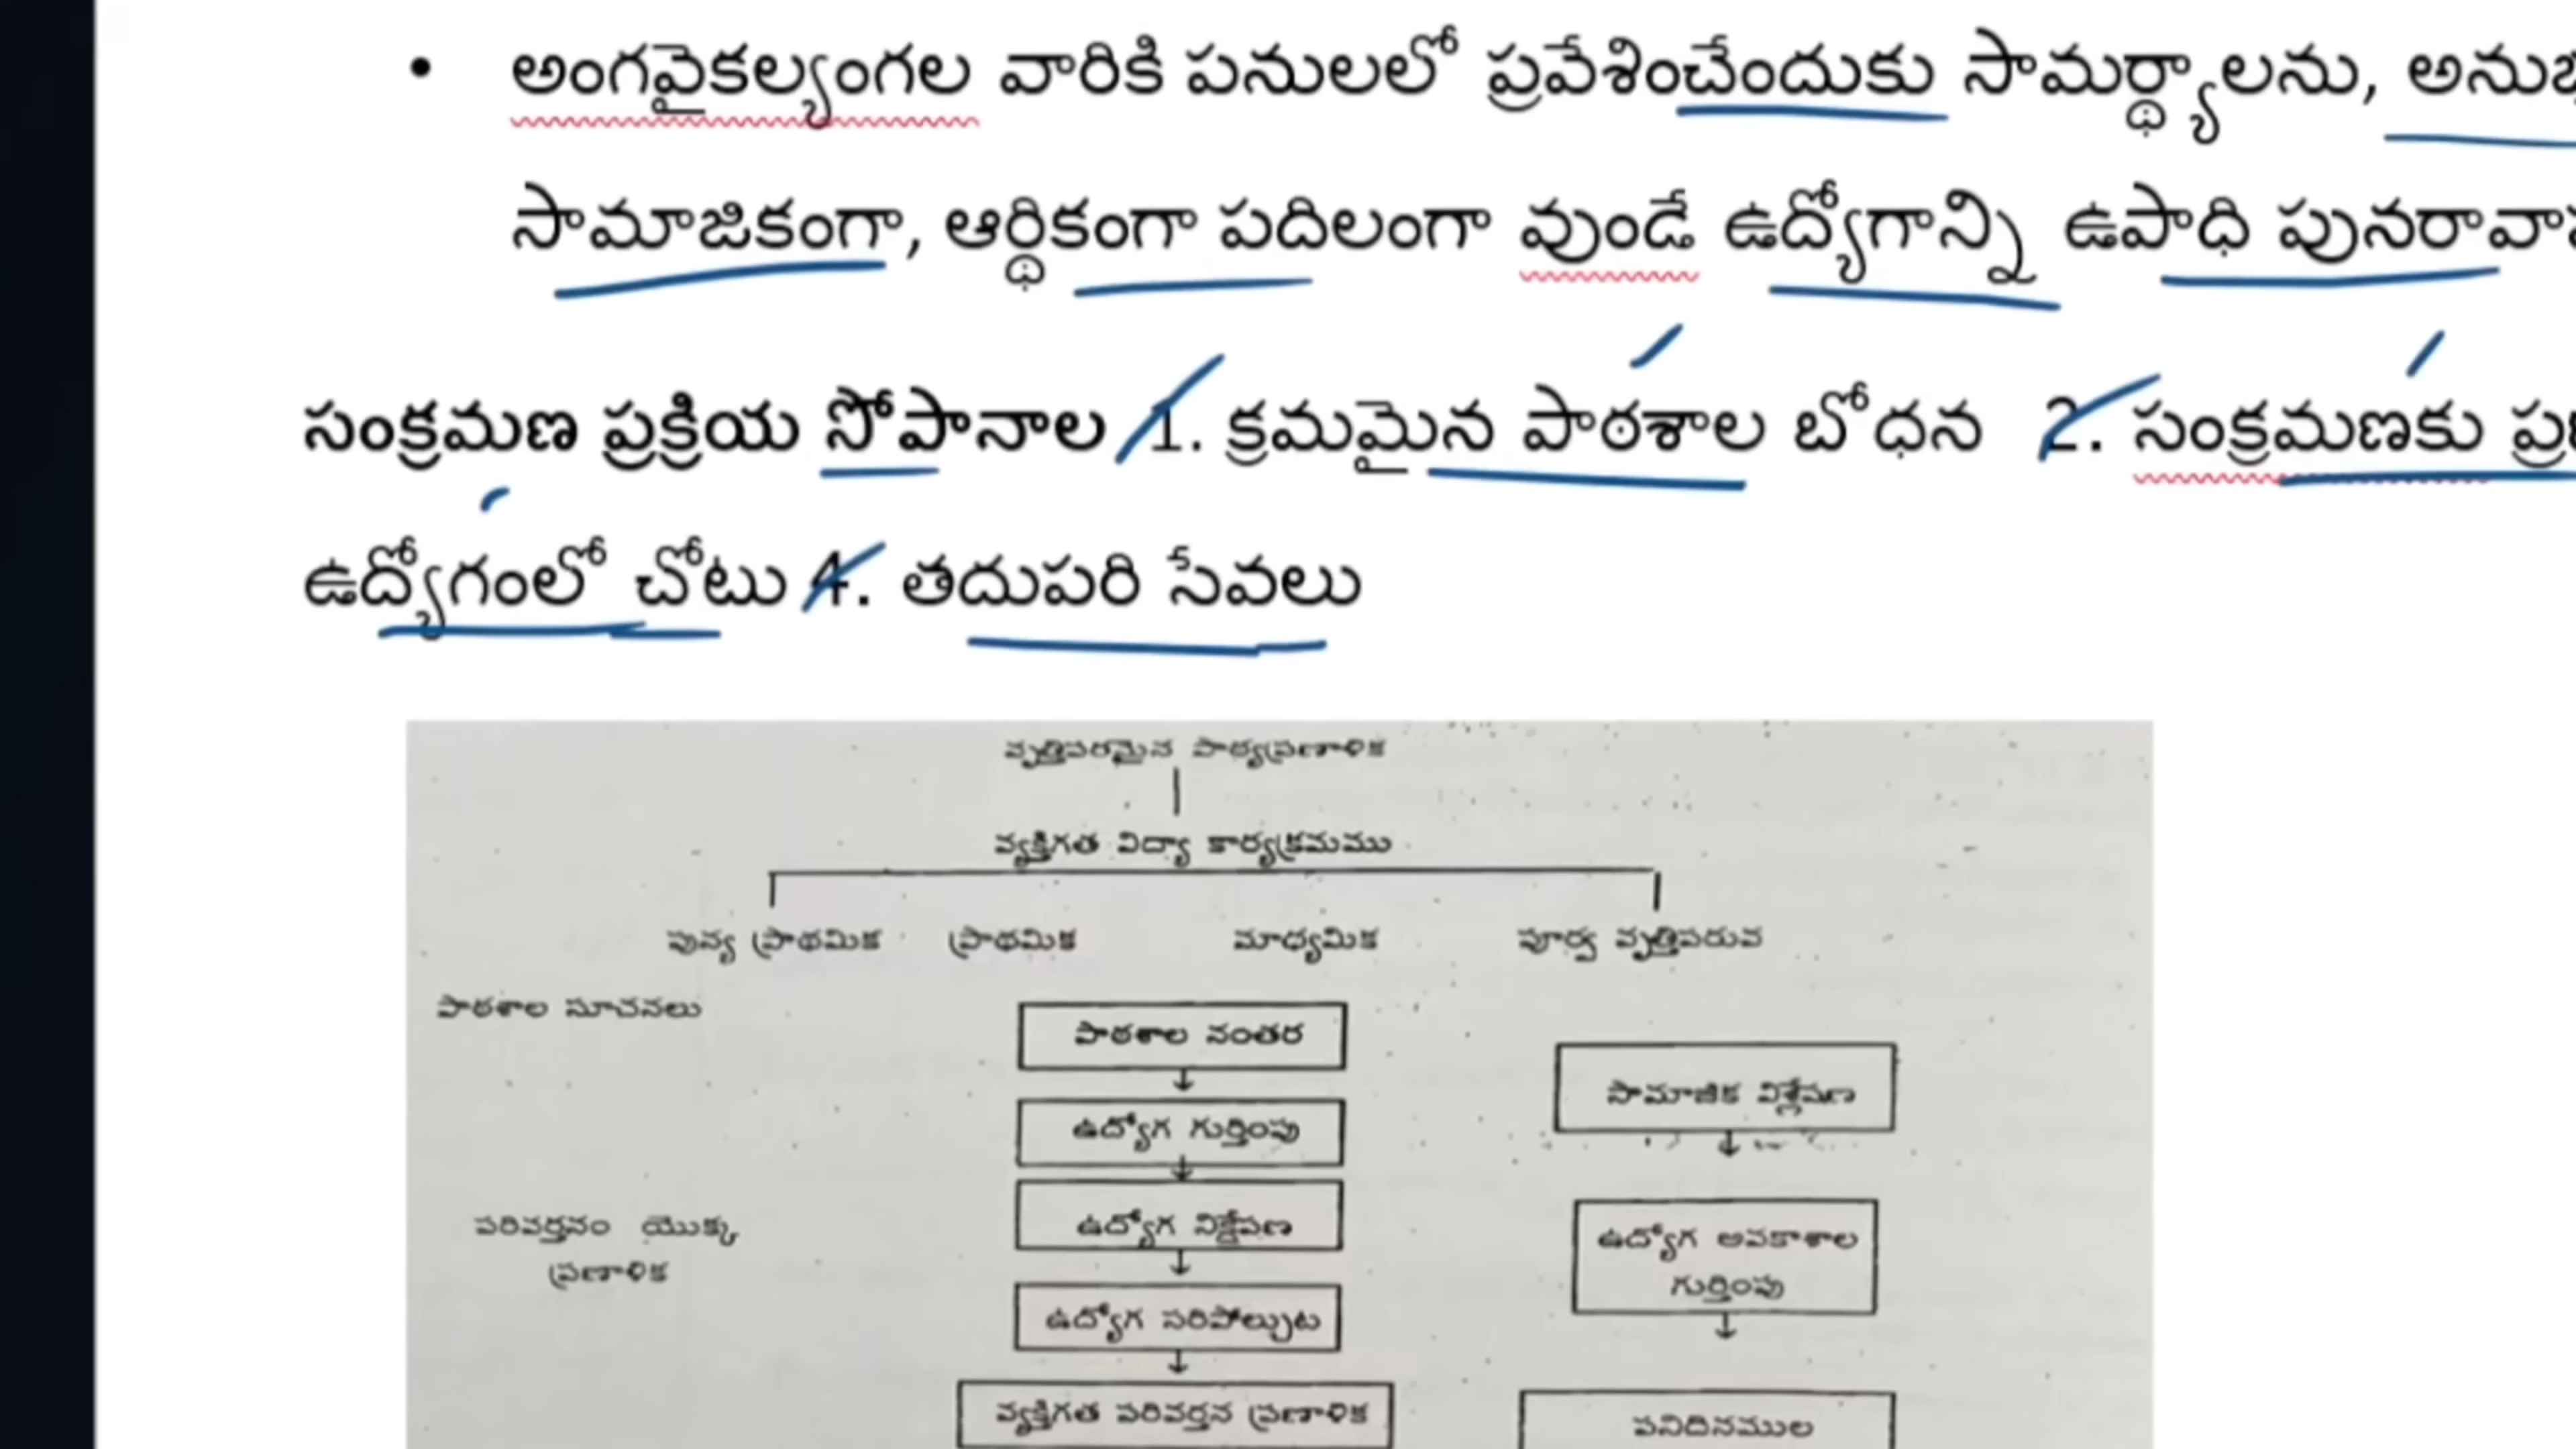 • అంగవైకల్యంగల వారికి పనులలో ప్రవేశించేందుకు సామర్థ్యాలను,
సామాజికంగా, ఆర్థికంగా పదిలంగా వుండే ఉద్యోగాన్ని ఉపాధి
సంక్రమణ ప్రక్రియ సోపానాల 1. క్రమమైన పాఠశాల బోధన 2. సంక్రమణకు
ఉద్యోగంలో చోటు 4. తదుపరి సేవలు
వృత్తిపరమైన పాఠ్యప్రణాళిక
వ్యక్తిగత విద్యా కార్యక్రమము
ప్రాథమిక ప్రాథమిక మాధ్యమిక పూర్వ వృత్తిపరువ
పాఠశాల సూచనలు
పాఠశాల నంతర
ఉద్యోగ గుర్తింపు
ఉద్యోగ
ఉద్యోగ సరిపోల్చుట
వ్యక్తిగత పరివర్తన ప్రణాళిక
పరివర్తనం యొక్క
ప్రణాళిక
సామాజిక విశ్లేషణ
ఉద్యోగ అవకాశాల
గుర్తింపు
పనిదినముల